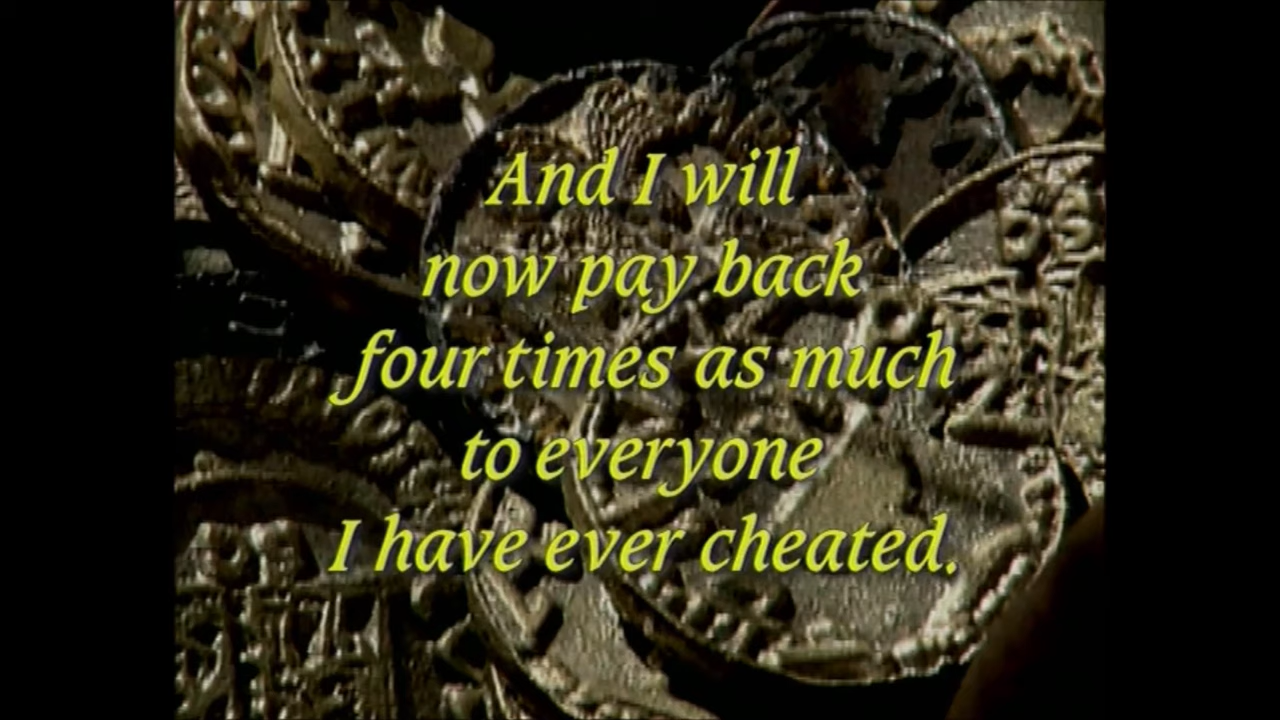 And I will
now pay back
four times as much
to everyone
I have ever cheated.